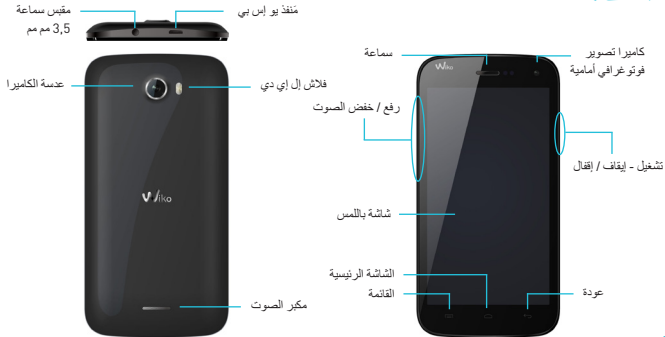 مقبس سماعة
3,5 مم مم
مَنفذ يو إس بي
عدسة الكاميرا
فلاش إل إي دي
Wiko
مكبر الصوت
سماعة
كاميرا تصوير
فوتوغرافي أمامية
Wiko
رفع / خفض الصوت
تشغيل - إيقاف / إقفال
شاشة باللمس
الشاشة الرئيسية
القائمة
عودة